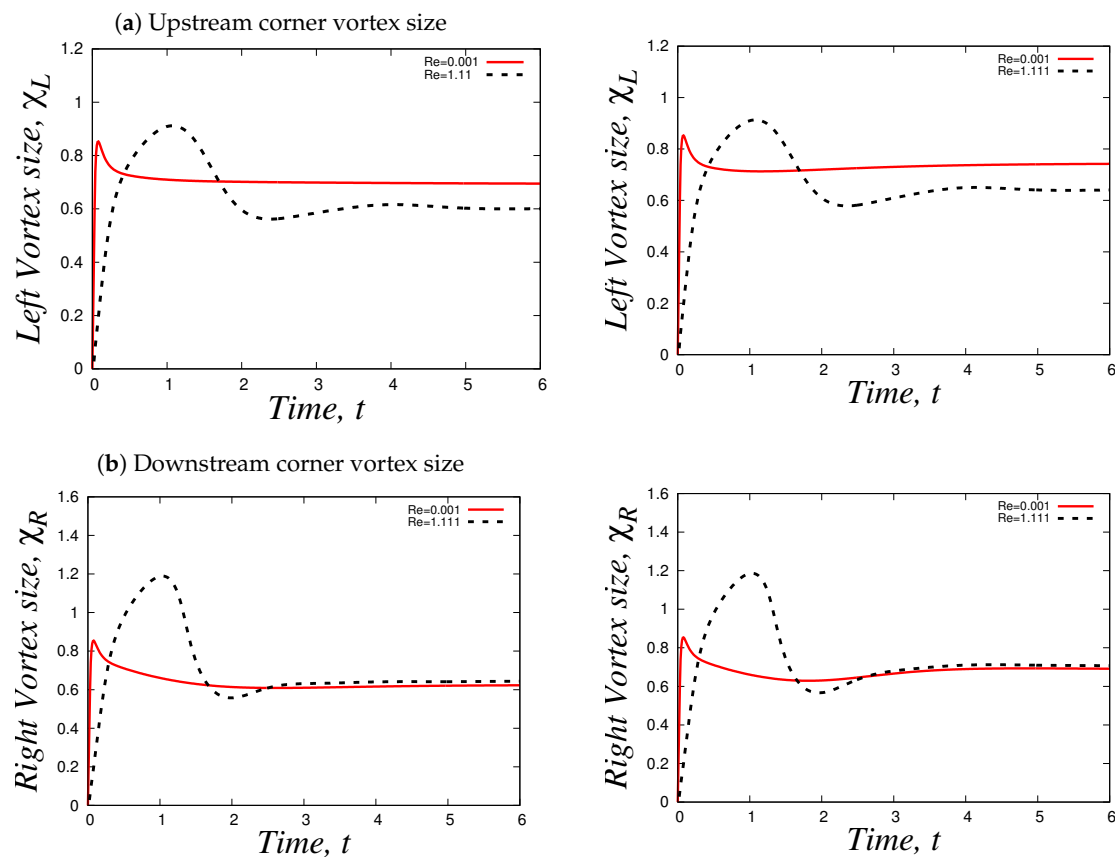 (a) Upstream corner vortex size
1.2
1
0.8
0.6
0.4
0.2
0
Left Vortex size, χ_L
Re=0.001
Re=1.11
0 1 2 3 4 5 6
Time, t
1.2
1
0.8
0.6
0.4
0.2
0
Left Vortex size, χ_L
Re=0.001
Re=1.111
0 1 2 3 4 5 6
Time, t
(b) Downstream corner vortex size
1.6
1.4
1.2
1
0.8
0.6
0.4
0.2
0
Right Vortex size, χ_R
Re=0.001
Re=1.111
0 1 2 3 4 5 6
Time, t
1.6
1.4
1.2
1
0.8
0.6
0.4
0.2
0
Right Vortex size, χ_R
Re=0.001
Re=1.111
0 1 2 3 4 5 6
Time, t